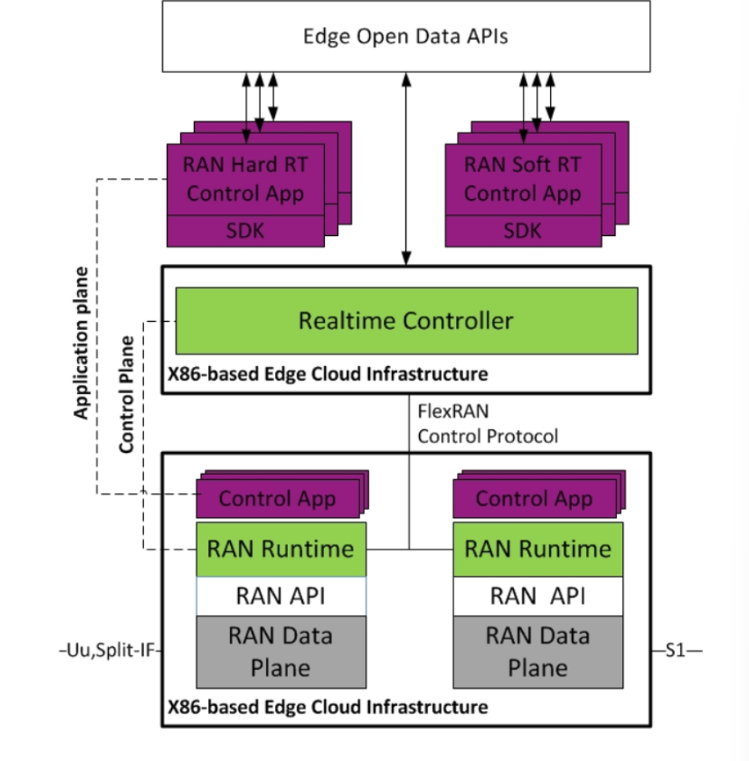 Edge Open Data APIs
RAN Hard RT
Control App
SDK
RAN Soft RT
Control App
SDK
Application plane
Control Plane
Realtime Controller
X86-based Edge Cloud Infrastructure
FlexRAN
Control Protocol
Control App
RAN Runtime
RAN API
RAN Data
Plane
Control App
RAN Runtime
RAN API
RAN Data
Plane
-Uu,Split-IF-
-S1-
X86-based Edge Cloud Infrastructure